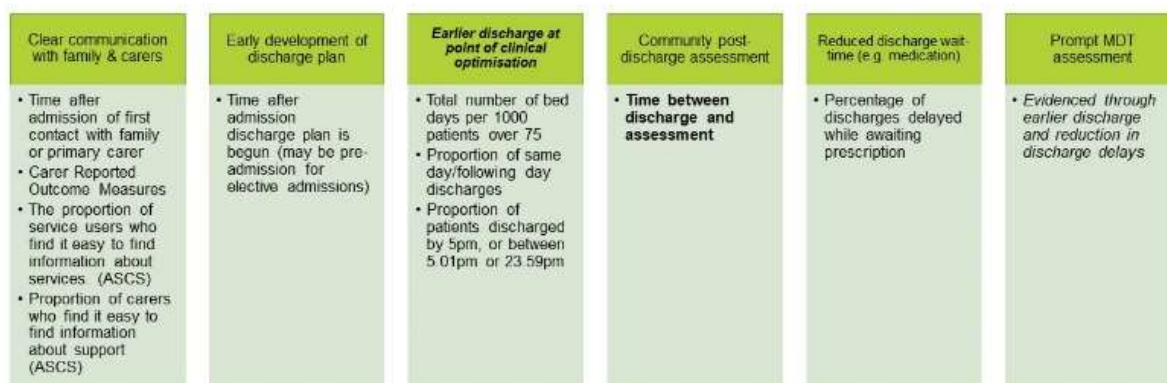 Clear communication
with family & carers
• Time after
admission of first
contact with family
or primary carer
• Carer Reported
Outcome Measures
• The proportion of
service users who
find it easy to find
information about
services (ASCS)
• Proportion of carers
who find it easy to
find information
about support
(ASCS)
Early development of
discharge plan
• Time after
admission
discharge plan is
begun (may be pre-
admission for
elective admissions)
Earlier discharge at
point of clinical
optimisation
• Total number of bed
days per 1000
patients over 75
• Proportion of same
day/following day
discharges
• Proportion of
patients discharged
by 5pm, or between
5.01pm or 23.59pm
Community post-
discharge assessment
• Time between
discharge and
assessment
Reduced discharge wait-
time (e.g. medication)
• Percentage of
discharges delayed
while awaiting
prescription
Prompt MDT
assessment
• Evidenced through
earlier discharge
and reduction in
discharge delays